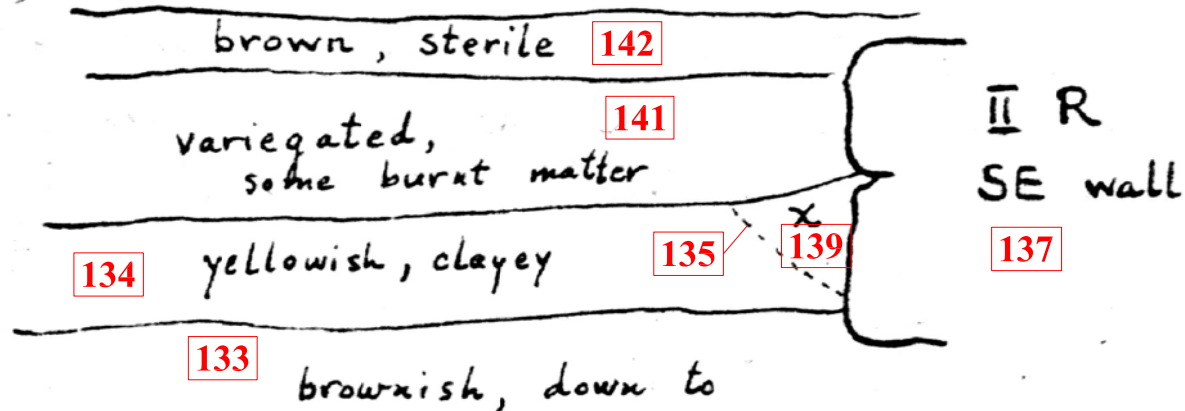 brown, sterile 142
141
II R
variegated,
some burnt matter
SE wall
x
135 139 137
134 yellowish, clayey
133
brownish, down to